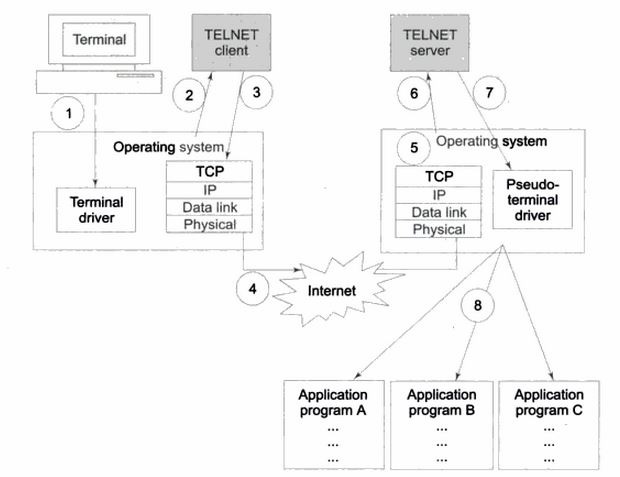 Terminal
TELNET
client
TELNET
server
1
2
3
6
7
Operating system
TCP
IP
Data link
Physical
Terminal
driver
5
Operating system
TCP
IP
Data link
Physical
Pseudo-
terminal
driver
4
Internet
8
Application
program A
...
...
...
Application
program B
...
...
...
Application
program C
...
...
...